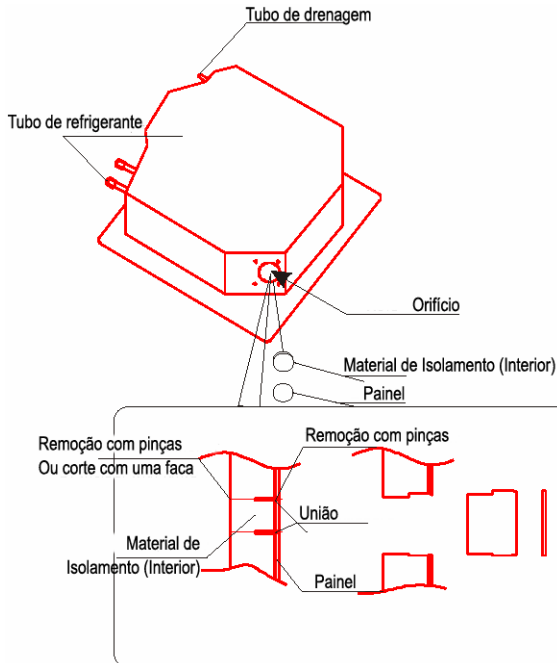 Tubo de drenagem
Tubo de refrigerante
Orifício
Material de Isolamento (Interior)
Painel
Remoção com pinças
Ou corte com uma faca
Remoção com pinças
União
Material de
Isolamento (Interior)
Painel